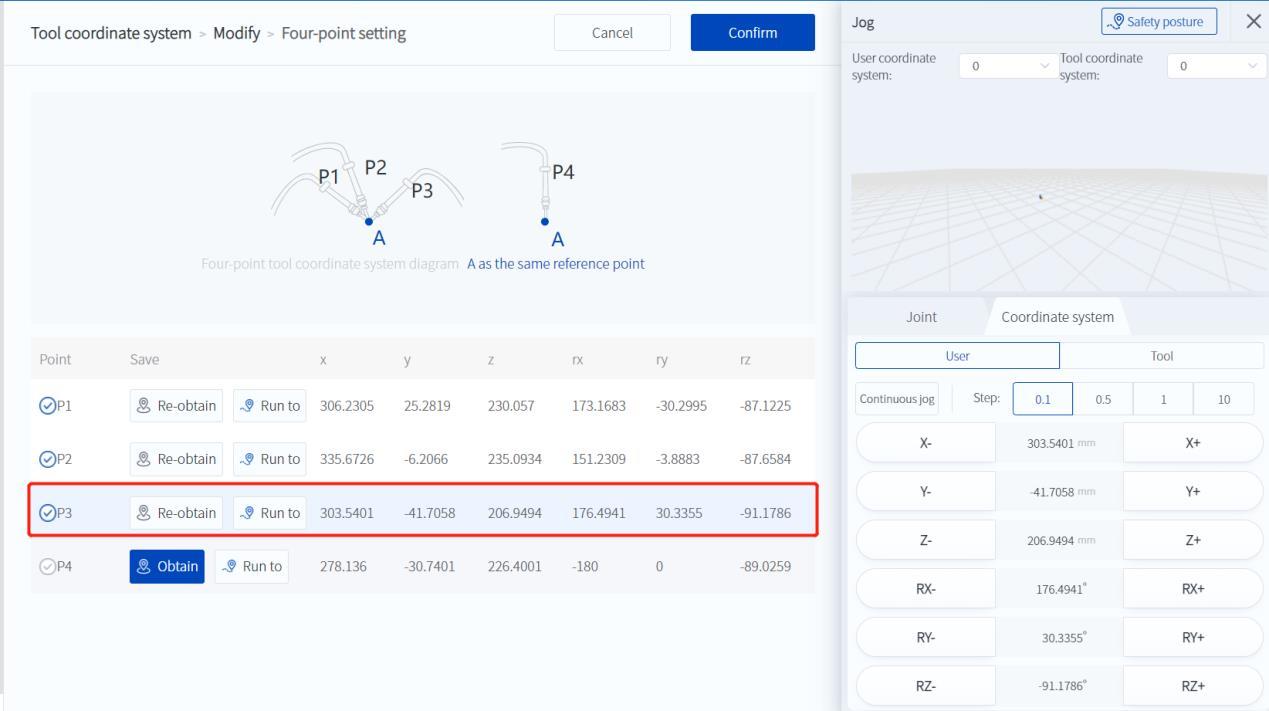 Tool coordinate system > Modify > Four-point setting
Cancel
Confirm
P1
P2
P3
A
P4
A
Four-point tool coordinate system diagram A as the same reference point
Point Save x y z rx ry rz
P1 Re-obtain Run to 306.2305 25.2819 230.057 173.1683 -30.2995 -87.1225
P2 Re-obtain Run to 335.6726 -6.2066 235.0934 151.2309 -3.8883 -87.6584
P3 Re-obtain Run to 303.5401 -41.7058 206.9494 176.4941 30.3355 -91.1786
P4 Obtain Run to 278.136 -30.7401 226.4001 -180 0 -89.0259
Jog
Safety posture
User coordinate
system:
0
Tool coordinate
system:
0
Joint
Coordinate system
User
Tool
Continuous jog
Step: 0.1 0.5 1 10
X- 303.5401 mm X+
Y- -41.7058 mm Y+
Z- 206.9494 mm Z+
RX- 176.4941° RX+
RY- 30.3355° RY+
RZ- -91.1786° RZ+